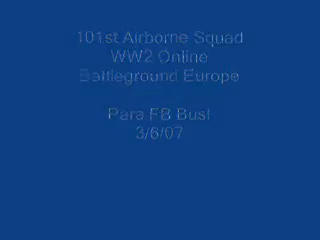 101st Airborne Squad
WW2 Online
Battleground Europe
Para FB Bust
3/6/07